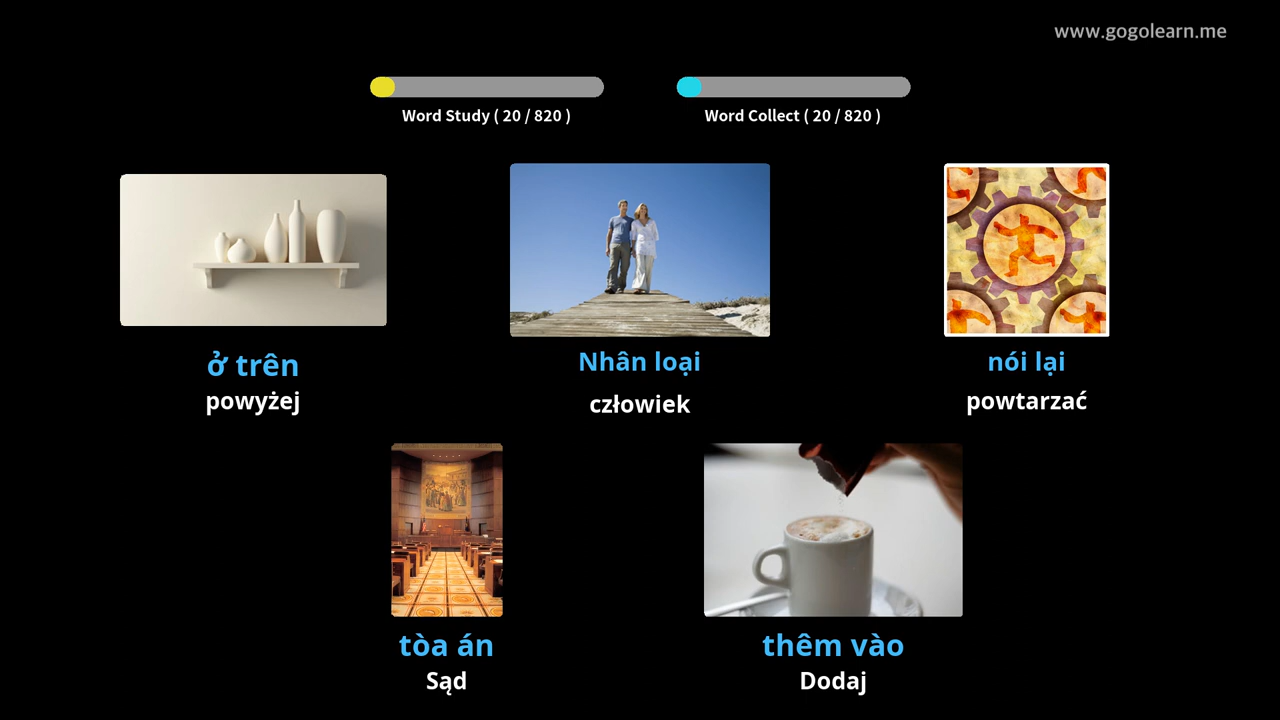 www.gogolearn.me
Word Study ( 20 / 820 )
Word Collect ( 20 / 820 )
ở trên
powyżej
Nhân loại
człowiek
nói lại
powtarzać
tòa án
Sąd
thêm vào
Dodaj